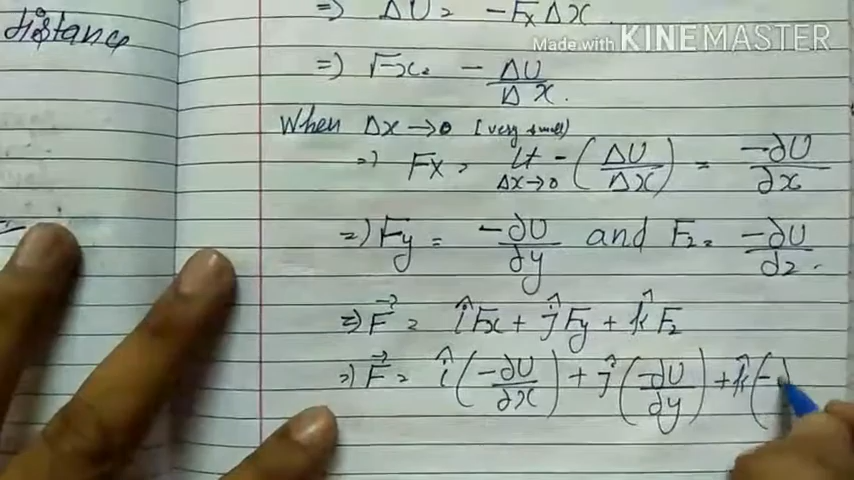 distance
=) ΔU = -Fx Δx.
Made with KINEMASTER
=) Fx = -ΔU/Δx.
When Δx → 0 [very small]
=) Fx = lt Δx→0 -(ΔU/Δx) = -∂U/∂x
=) Fy = -∂U/∂y and Fz = -∂U/∂z.
=) F⃗ = îFx + ĵFy + k̂Fz
=) F⃗ = î(-∂U/∂x) + ĵ(-∂U/∂y) + k̂(-